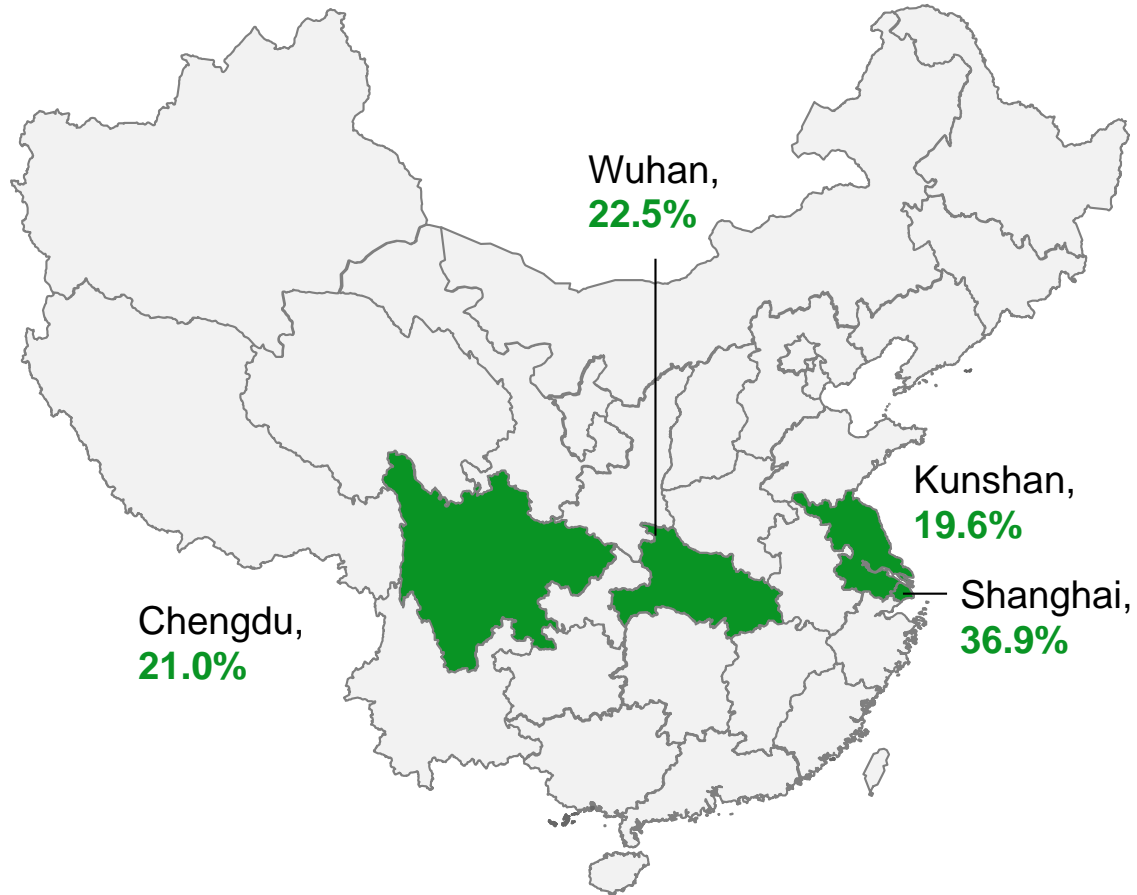 Wuhan,
22.5%
Kunshan,
19.6%
Shanghai,
36.9%
Chengdu,
21.0%